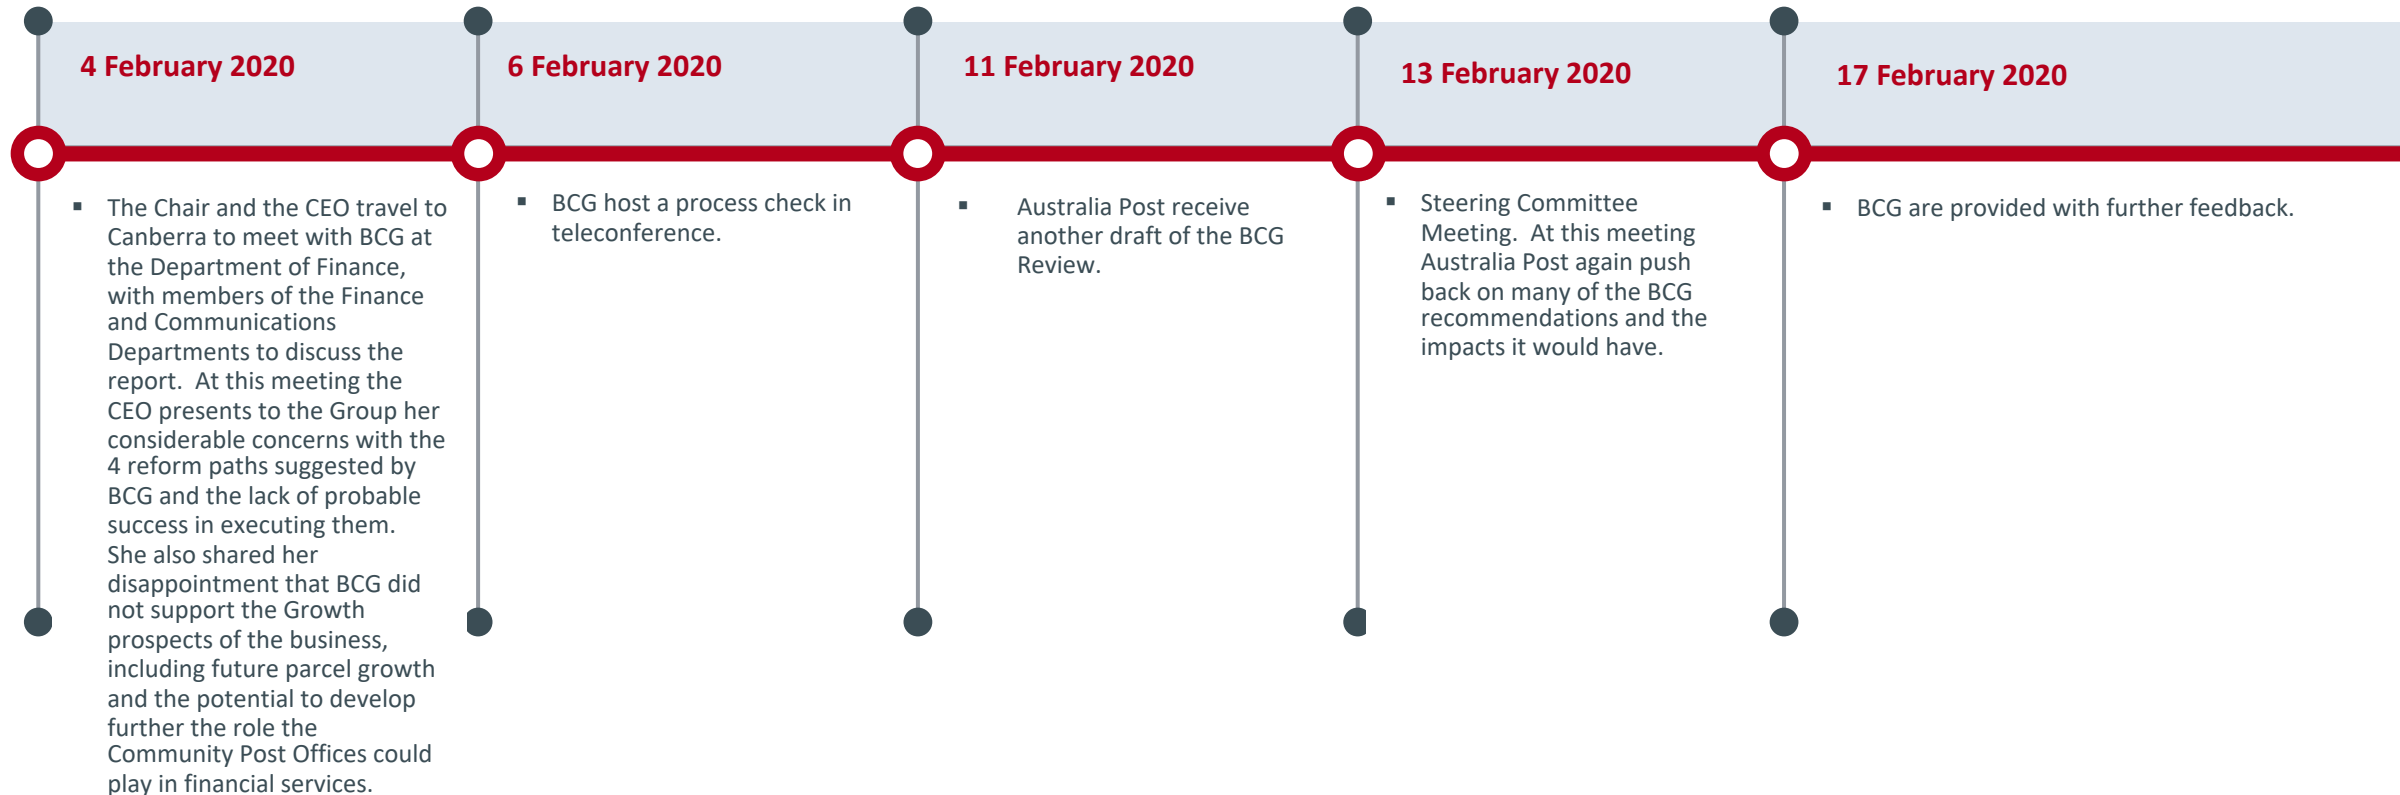 4 February 2020
▪ The Chair and the CEO travel to
Canberra to meet with BCG at
the Department of Finance,
with members of the Finance
and Communications
Departments to discuss the
report.  At this meeting the
CEO presents to the Group her
considerable concerns with the
4 reform paths suggested by
BCG and the lack of probable
success in executing them.
She also shared her
disappointment that BCG did
not support the Growth
prospects of the business,
including future parcel growth
and the potential to develop
further the role the
Community Post Offices could
play in financial services.
6 February 2020
▪ BCG host a process check in
teleconference.
11 February 2020
▪ Australia Post receive
another draft of the BCG
Review.
13 February 2020
▪ Steering Committee
Meeting.  At this meeting
Australia Post again push
back on many of the BCG
recommendations and the
impacts it would have.
17 February 2020
▪ BCG are provided with further feedback.